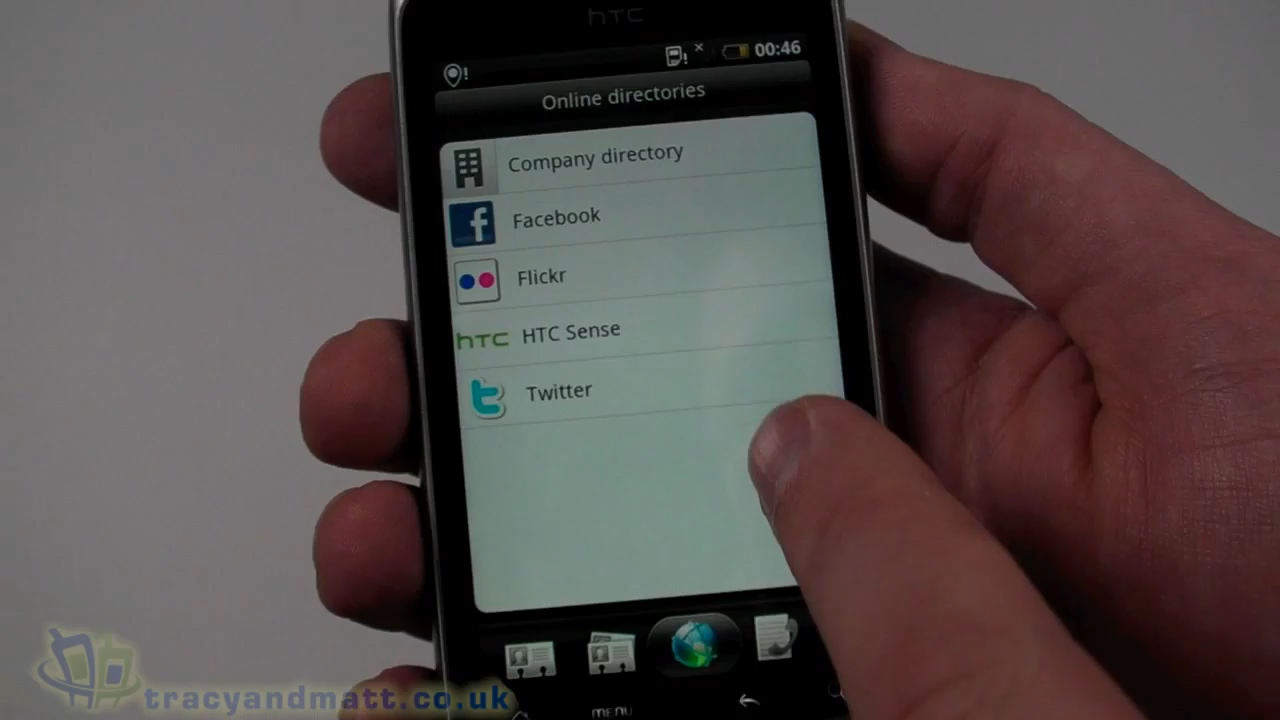 hTC
00:46
Online directories
Company directory
Facebook
Flickr
hTC HTC Sense
Twitter
MENU
tracyandmatt.co.uk